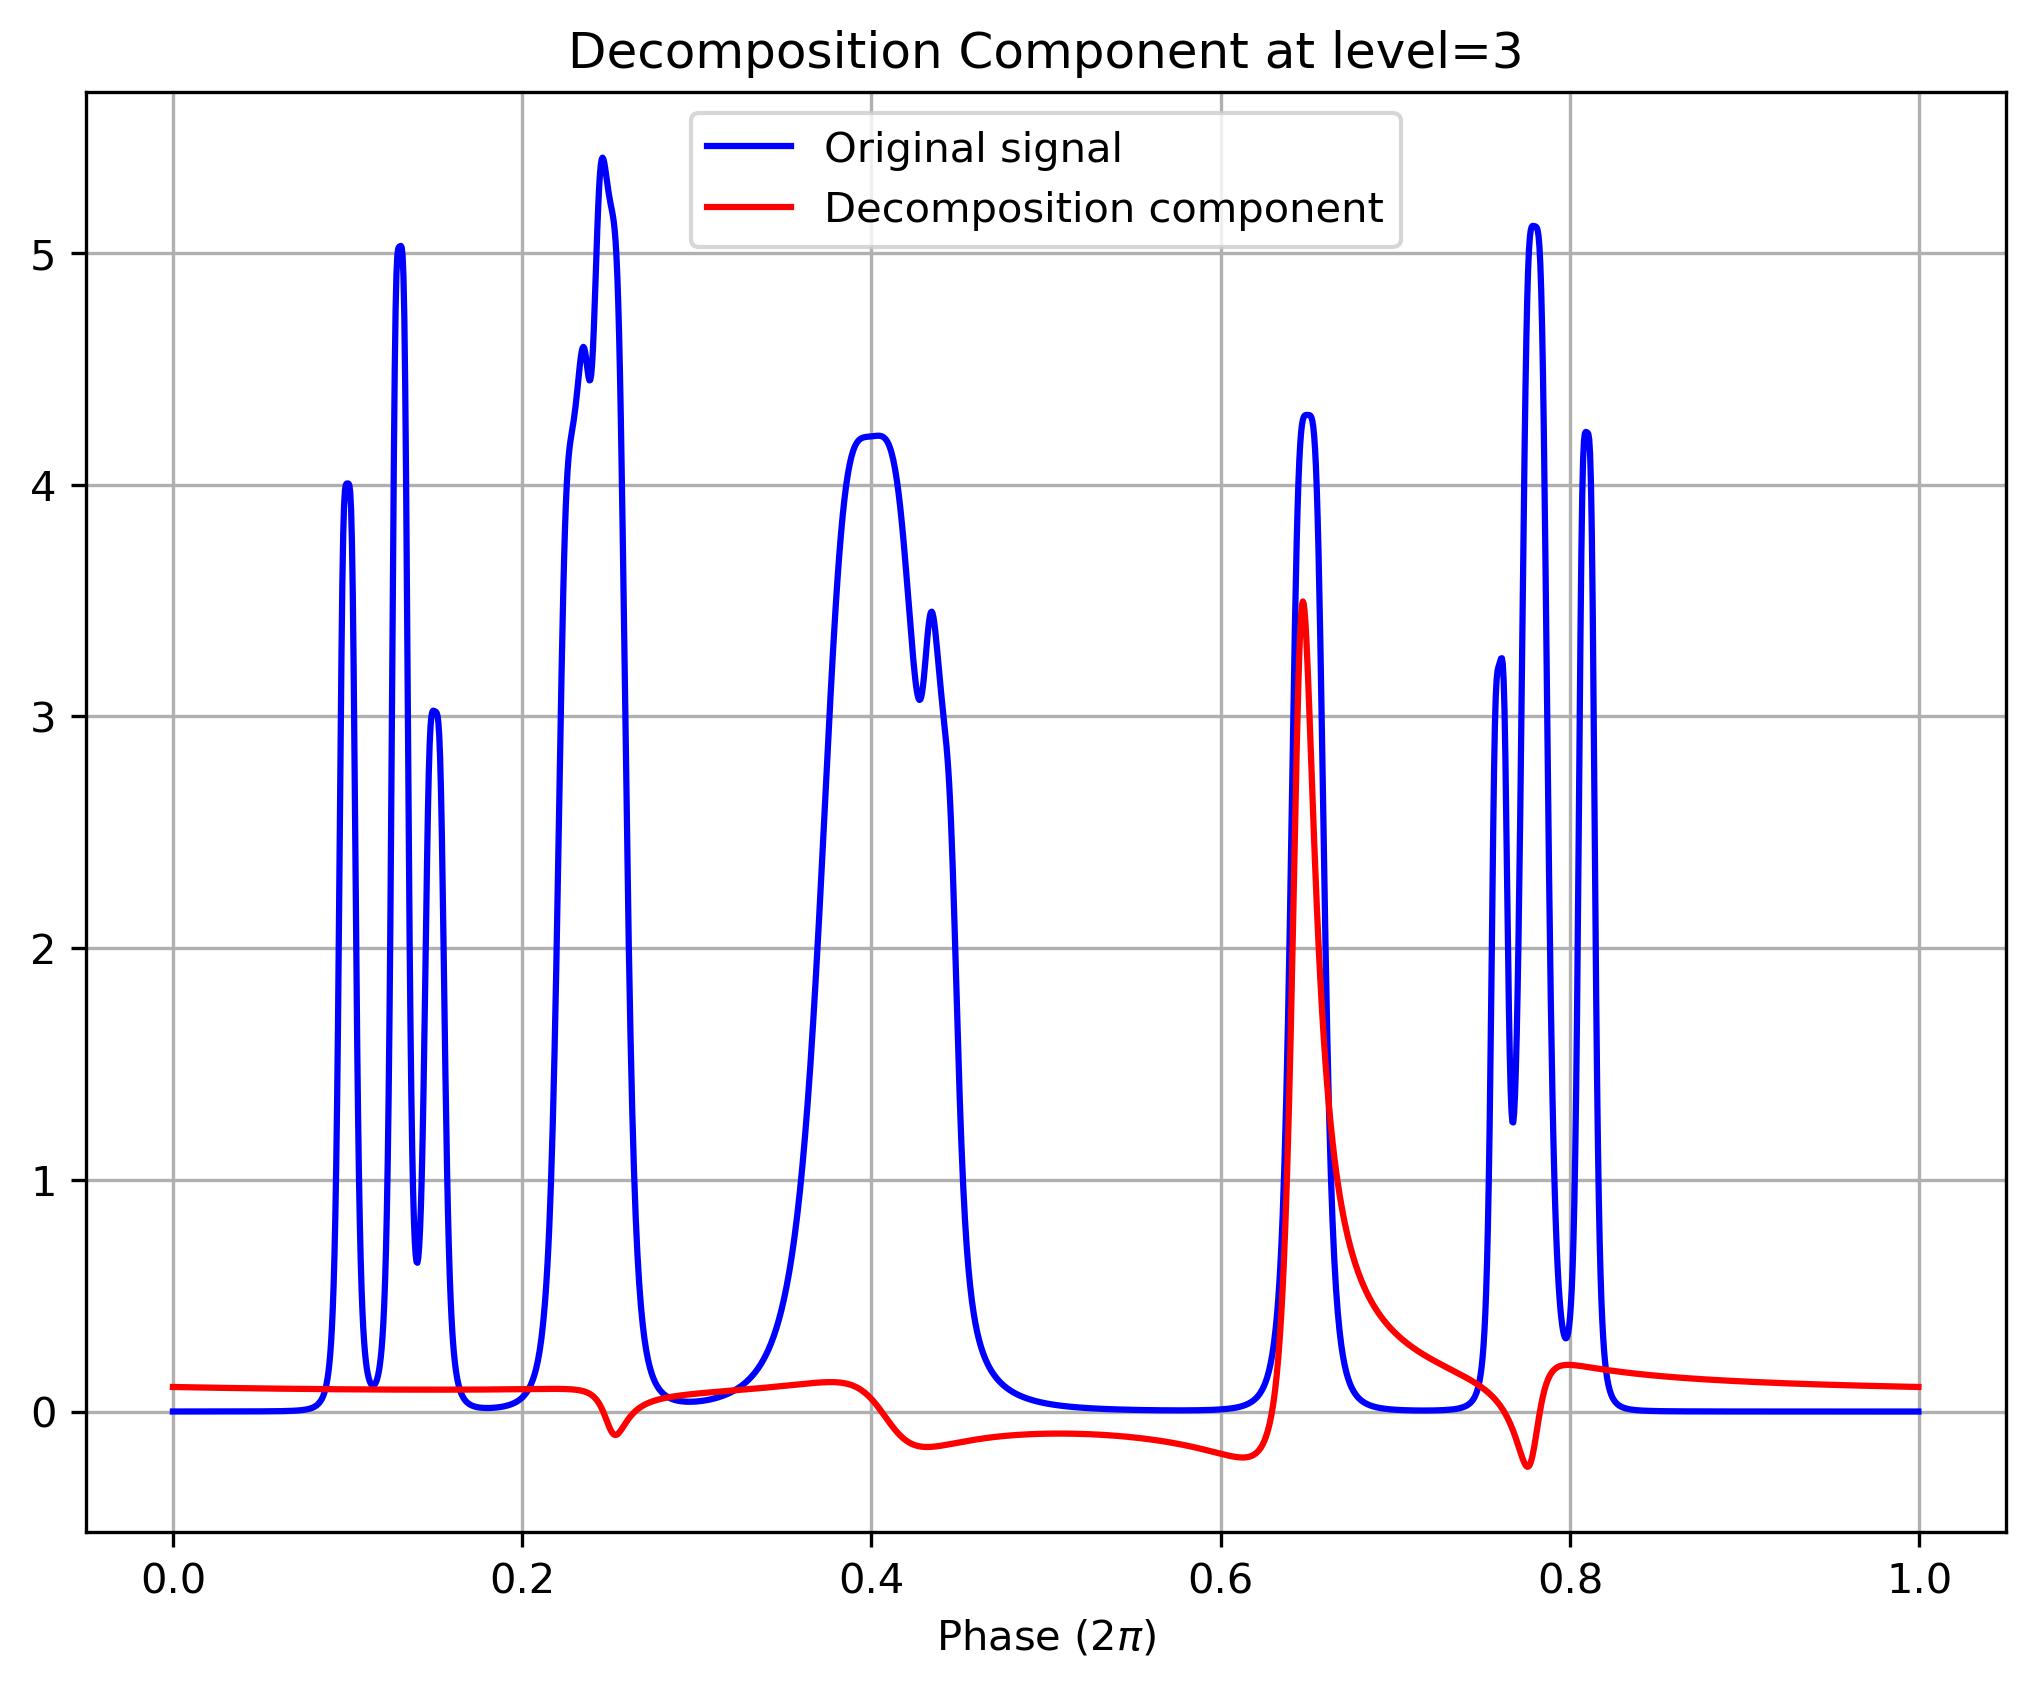 Decomposition Component at level=3
Original signal
Decomposition component
5
4
3
2
1
0
0.0 0.2 0.4 0.6 0.8 1.0
Phase (2π)